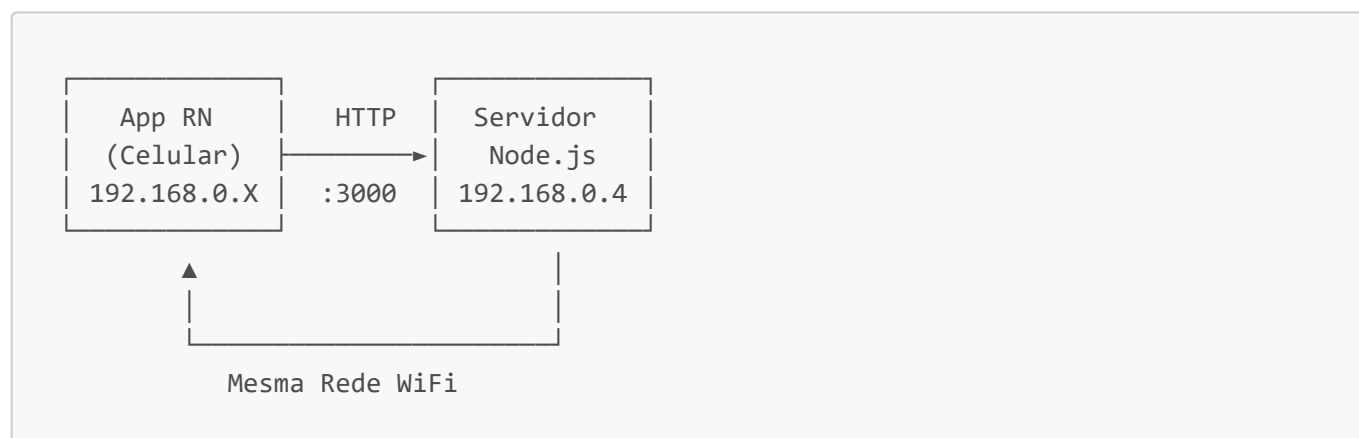 App RN HTTP Servidor
(Celular) Node.js
192.168.0.X :3000 192.168.0.4
Mesma Rede WiFi